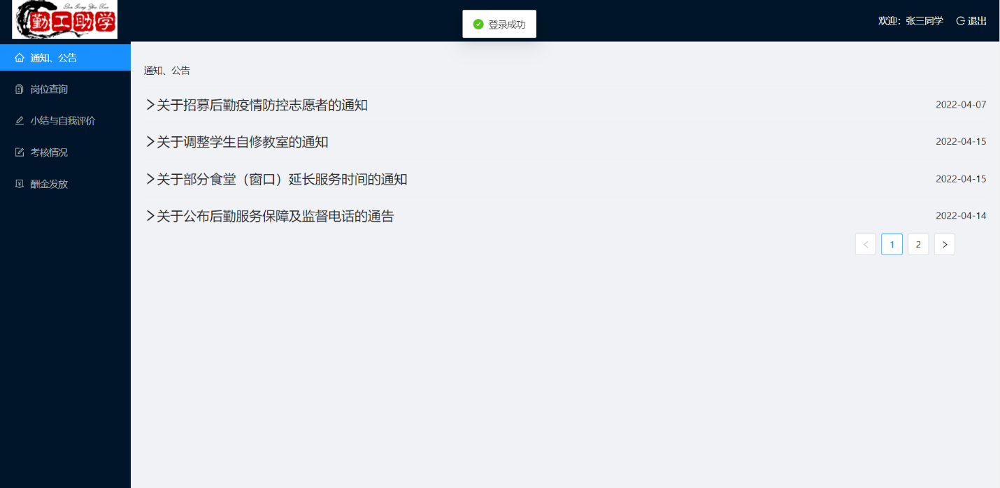 Qin Gong Zhu Xue
勤工助学
登录成功
欢迎：张三同学 退出
通知、公告
岗位查询
小结与自我评价
考核情况
酬金发放
通知、公告
关于招募后勤疫情防控志愿者的通知 2022-04-07
关于调整学生自修教室的通知 2022-04-15
关于部分食堂（窗口）延长服务时间的通知 2022-04-15
关于公布后勤服务保障及监督电话的通告 2022-04-14
< 1 2 >